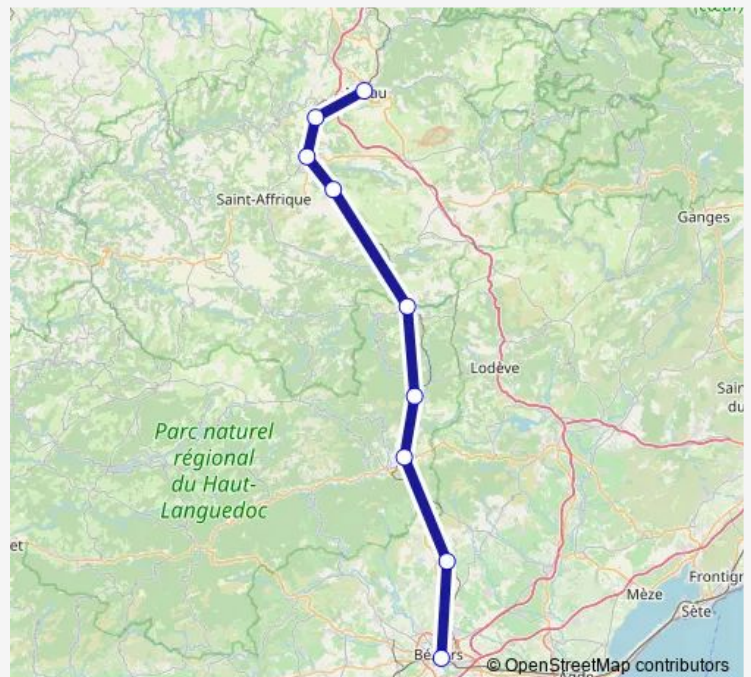 Saint-Affrique
Ganges
Lodève
Parc naturel
régional
du Haut-
Languedoc
Mèze
Sète
© OpenStreetMap contributors